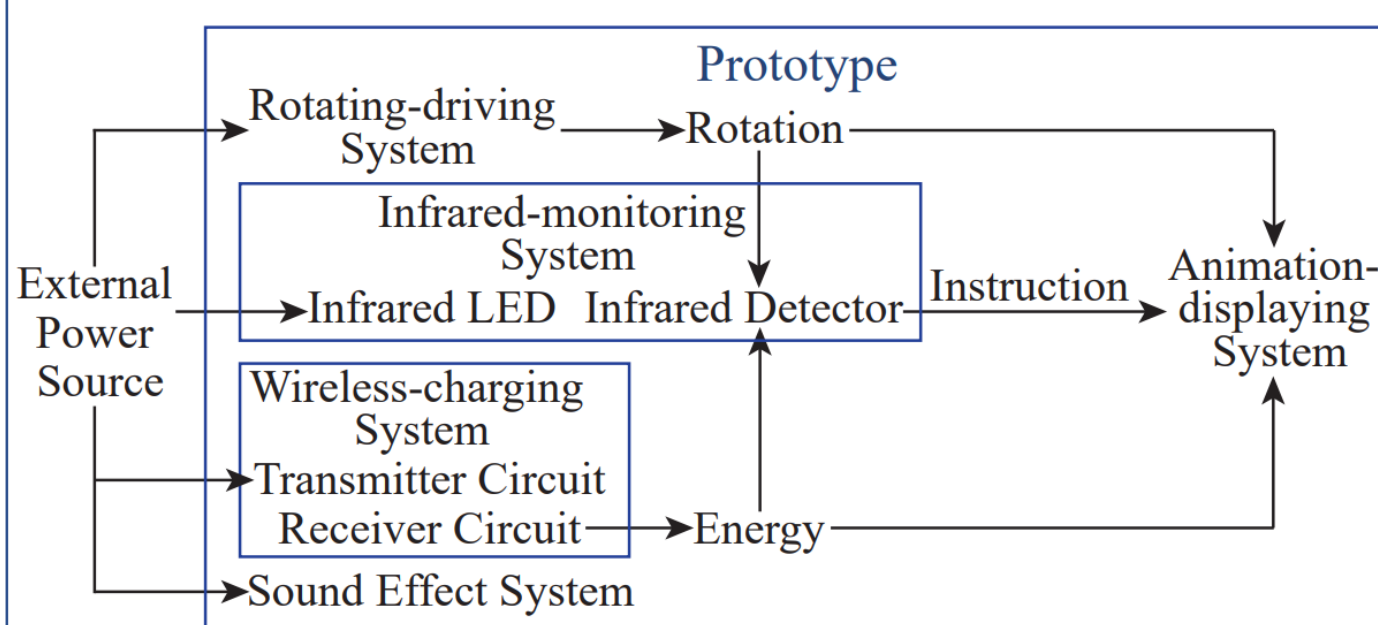 Prototype
Rotating-driving
System
Rotation
Infrared-monitoring
System
Infrared LED
Infrared Detector
Instruction
Animation-
displaying
System
External
Power
Source
Wireless-charging
System
Transmitter Circuit
Receiver Circuit
Energy
Sound Effect System